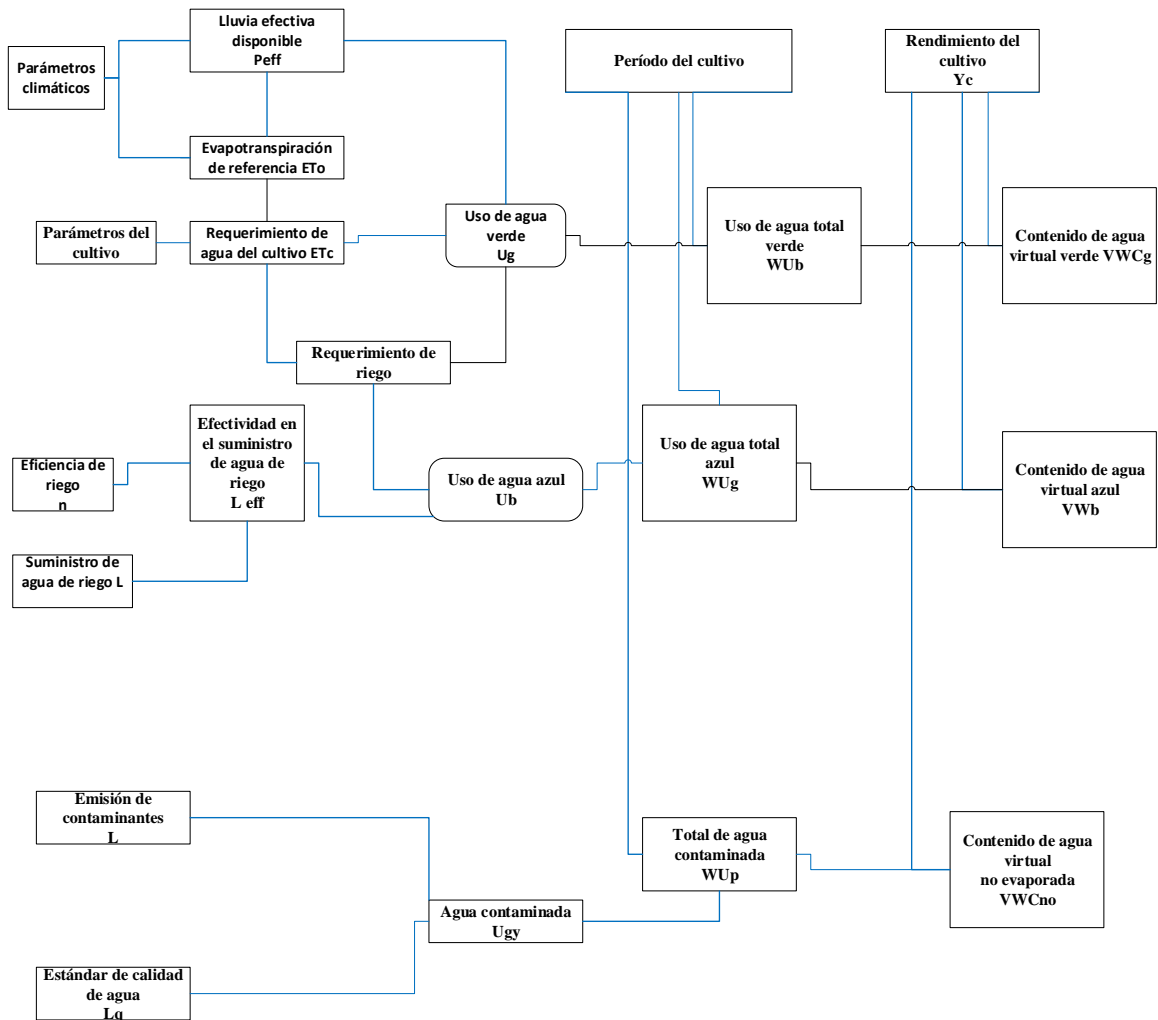 Lluvia efectiva
disponible
Peff
Parámetros
climáticos
Evapotranspiración
de referencia ETo
Parámetros del
cultivo
Requerimiento de
agua del cultivo ETc
Uso de agua
verde
Ug
Requerimiento de
riego
Período del cultivo
Rendimiento del
cultivo
Yc
Uso de agua total
verde
WUb
Contenido de agua
virtual verde VWCg
Eficiencia de
riego
n
Efectividad en
el suministro
de agua de
riego
L eff
Suministro de
agua de riego L
Uso de agua azul
Ub
Uso de agua total
azul
WUg
Contenido de agua
virtual azul
VWb
Emisión de
contaminantes
L
Estándar de calidad
de agua
Lq
Agua contaminada
Ugy
Total de agua
contaminada
WUp
Contenido de agua
virtual
no evaporada
VWCno